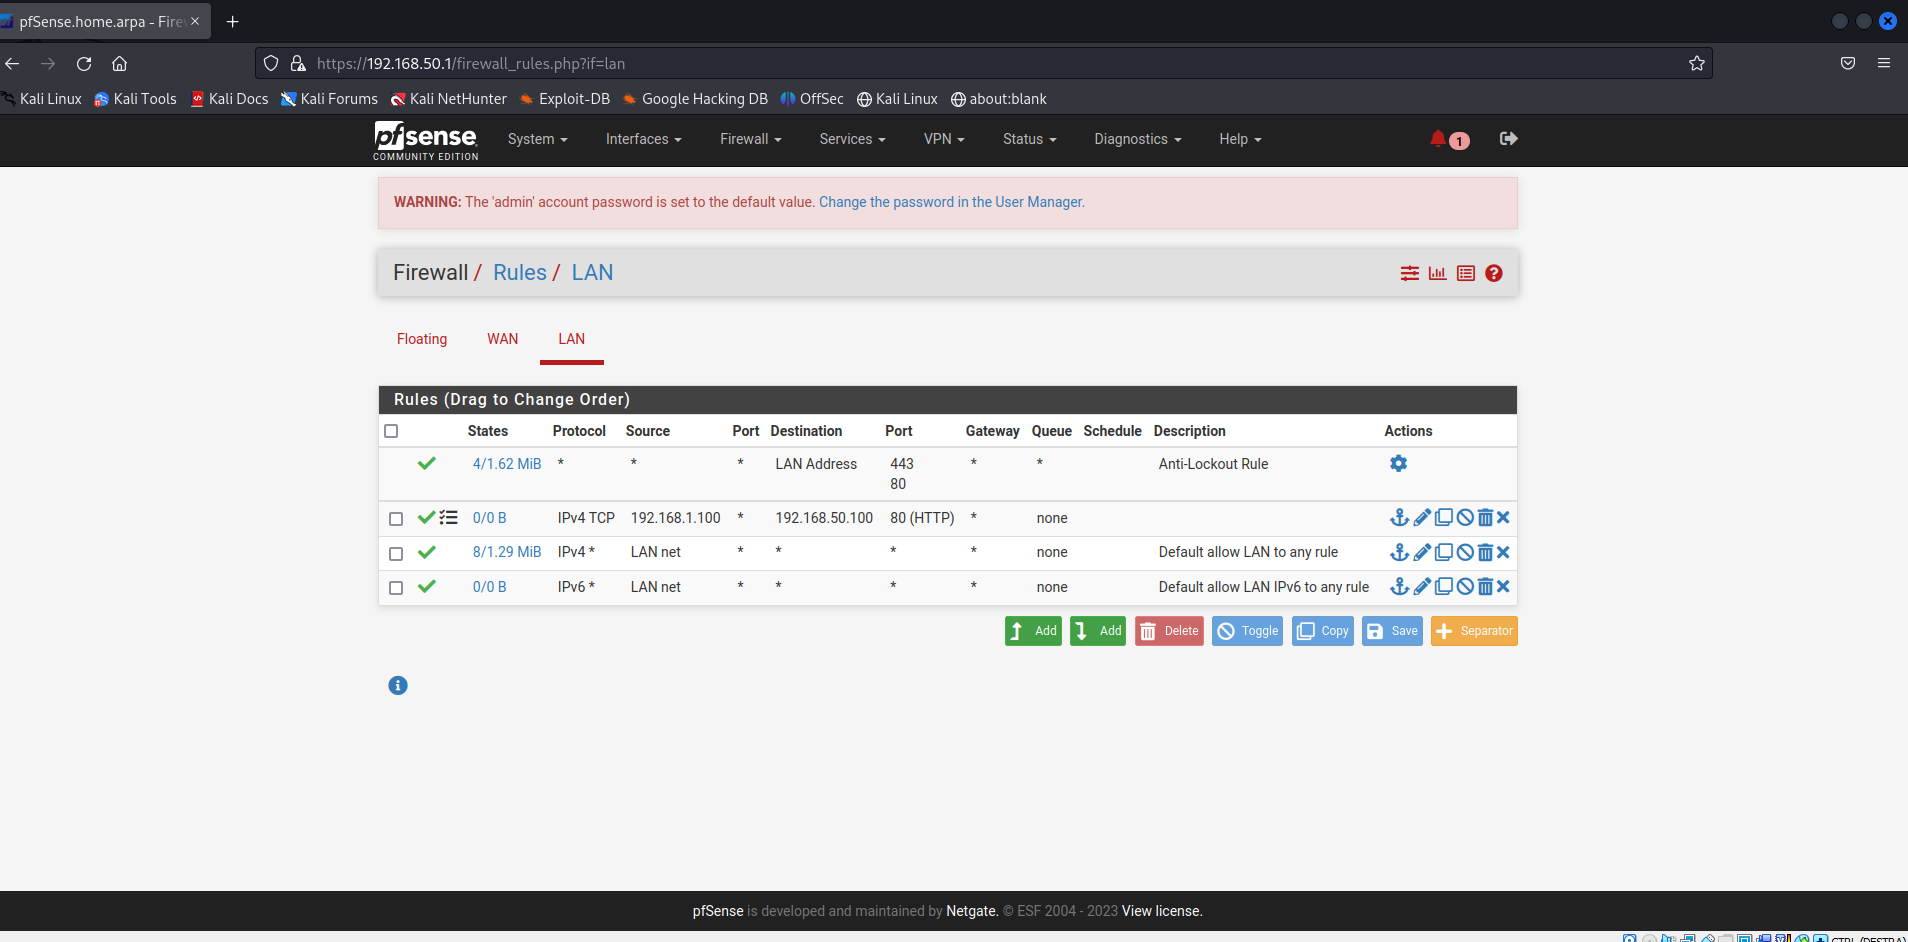 pfSense.home.arpa - Fire
https://192.168.50.1/firewall_rules.php?if=lan
Kali Linux Kali Tools Kali Docs Kali Forums Kali NetHunter Exploit-DB Google Hacking DB OffSec Kali Linux about:blank
pfsense System Interfaces Firewall Services VPN Status Diagnostics Help 1
COMMUNITY EDITION
WARNING: The 'admin' account password is set to the default value. Change the password in the User Manager.
Firewall / Rules / LAN
Floating WAN LAN
Rules (Drag to Change Order)
States Protocol Source Port Destination Port Gateway Queue Schedule Description Actions
4/1.62 MiB * * * LAN Address 443 * * Anti-Lockout Rule
80
0/0 B IPv4 TCP 192.168.1.100 * 192.168.50.100 80 (HTTP) * none
8/1.29 MiB IPv4 * LAN net * * * * none Default allow LAN to any rule
0/0 B IPv6 * LAN net * * * * none Default allow LAN IPv6 to any rule
Add Add Delete Toggle Copy Save Separator
pfSense is developed and maintained by Netgate. © ESF 2004 - 2023 View license.
CTRL (DESTRA)